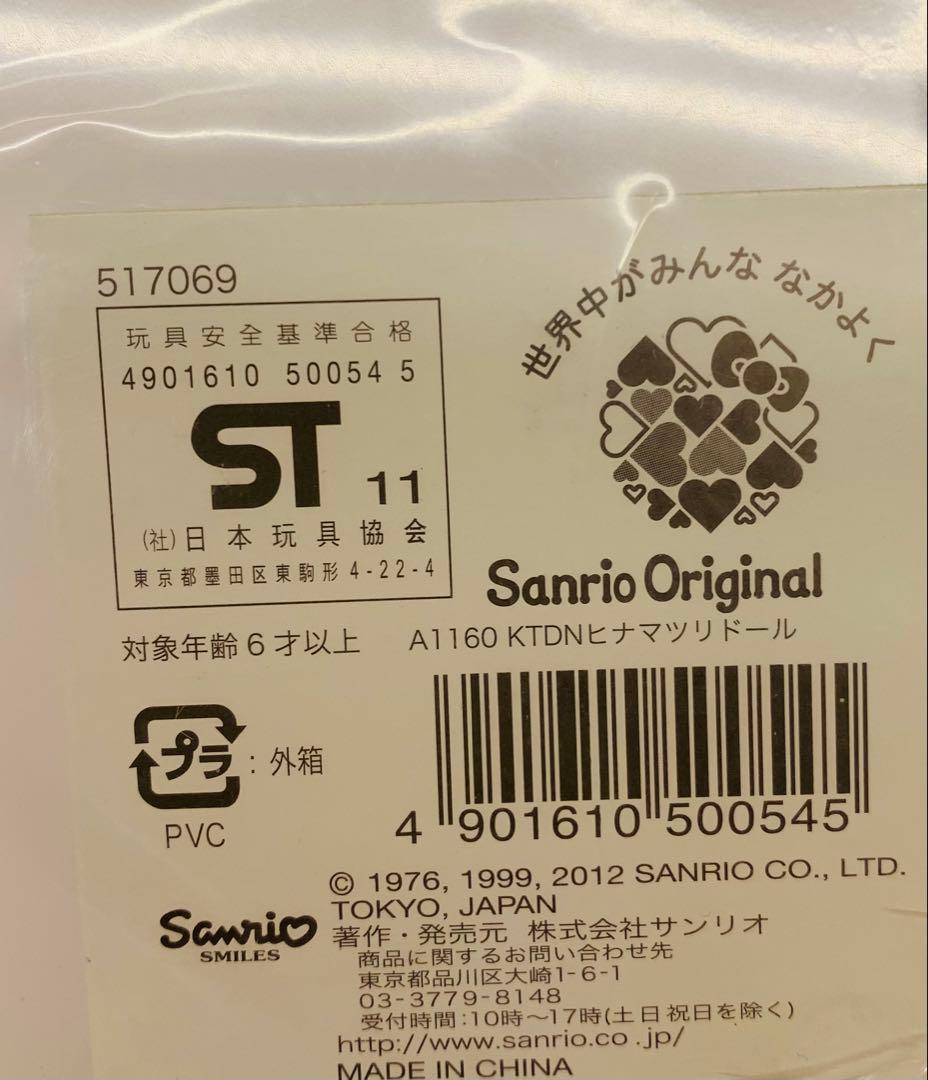 517069
玩具安全基準合格
4901610 50054 5
ST 11
(社)日本玩具協会
東京都墨田区東駒形4-22-4
世界中がみんな なかよく
Sanrio Original
対象年齢6才以上
A1160 KTDNヒナマツリドール
プラ : 外箱
PVC
4 901610 500545
© 1976, 1999, 2012 SANRIO CO., LTD.
TOKYO, JAPAN
Sanrio
SMILES
著作・発売元 株式会社サンリオ
商品に関するお問い合わせ先
東京都品川区大崎1-6-1
03-3779-8148
受付時間:10時〜17時(土日祝日を除く)
http://www.sanrio.co.jp/
MADE IN CHINA